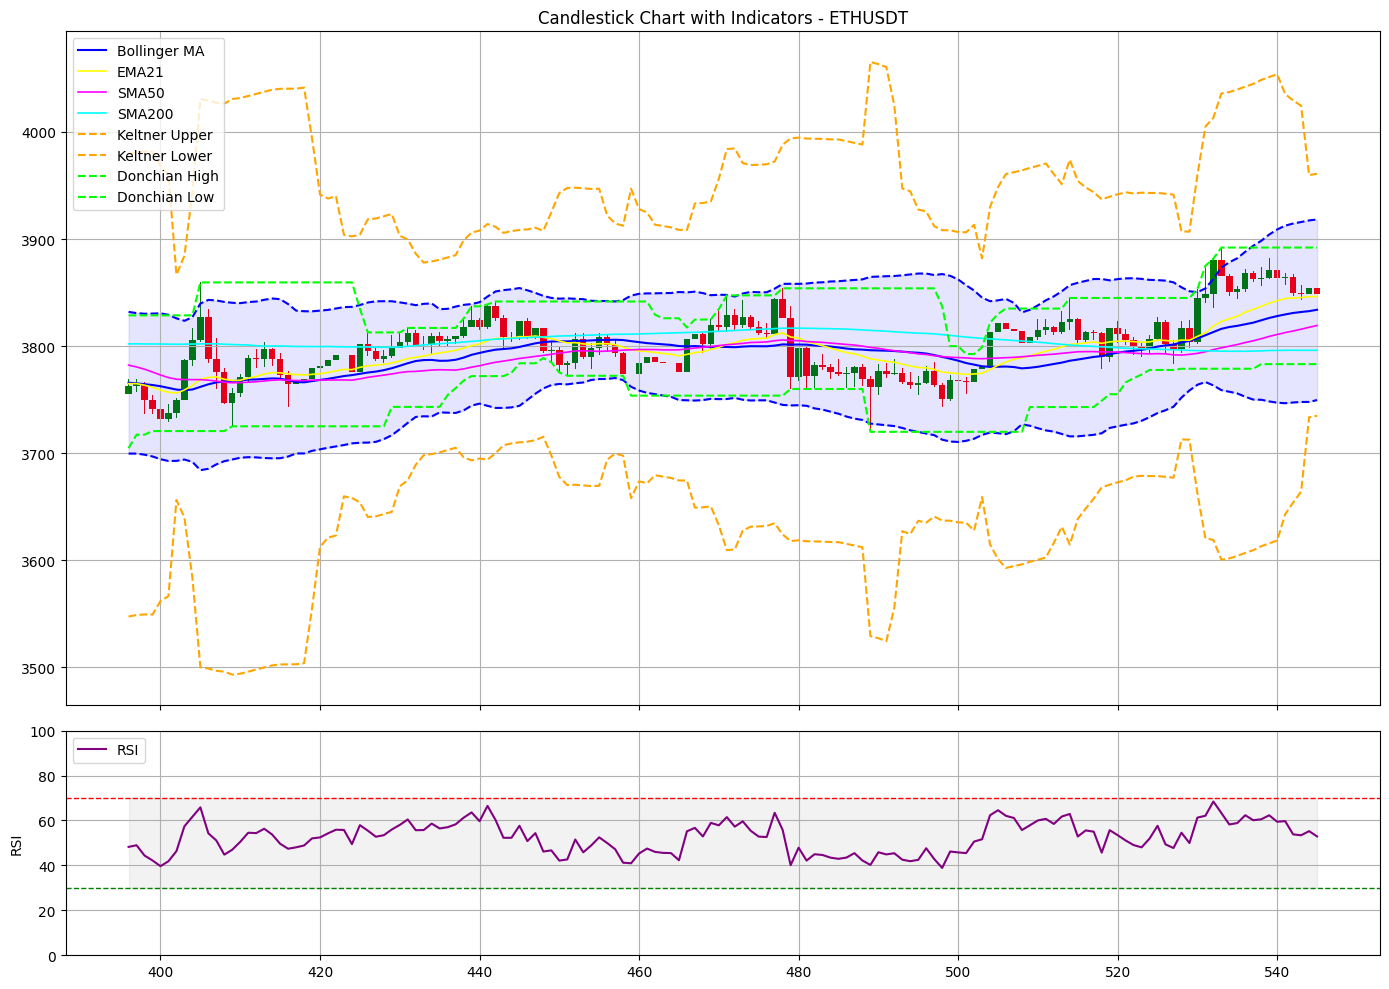 Candlestick Chart with Indicators - ETHUSDT
Bollinger MA
EMA21
SMA50
SMA200
Keltner Upper
Keltner Lower
Donchian High
Donchian Low
4000
3900
3800
3700
3600
3500
400
420
440
460
480
500
520
540
RSI
RSI
100
80
60
40
20
0